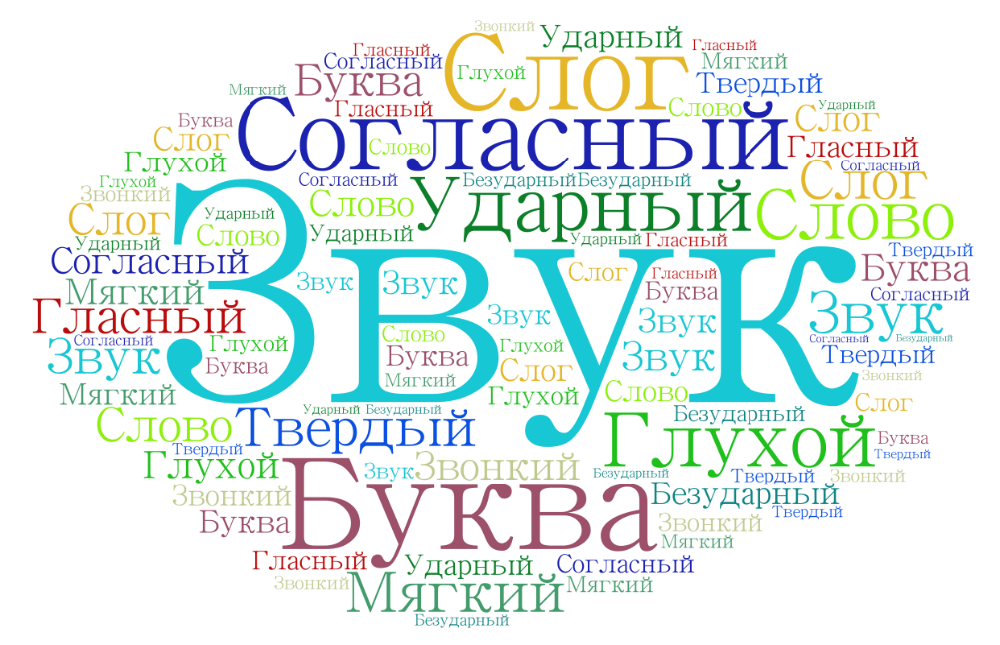 Звонкий
Ударный
Гласный
Гласный
Слог
Согласный
Мягкий
Буква
Глухой
Твердый
Мягкий
Гласный
Слово
Ударный
Буква
Согласный
Слог
Слог
Слово
Гласный
Глухой
Согласный
Глухой
Согласный
Безударный
Безударный
Слог
Звонкий
Ударный
Слово
Слог
Ударный
Слово
Слово
Ударный
Ударный
Ударный
Гласный
Твердый
Согласный
Звук
Слог
Гласный
Буква
Мягкий
Звук
Звук
Буква
Согласный
Гласный
Звук
Звук
Звук
Согласный
Слово
Согласный
Безударный
Звук
Глухой
Буква
Глухой
Звук
Твердый
Буква
Мягкий
Слог
Звонкий
Мягкий
Глухой
Слово
Слог
Ударный
Безударный
Безударный
Слово
Твердый
Глухой
Буква
Твердый
Твердый
Глухой
Звук
Звонкий
Безударный
Твердый
Звонкий
Звонкий
Буква
Безударный
Буква
Звонкий
Твердый
Мягкий
Гласный
Ударный
Согласный
Звонкий
Мягкий
Мягкий
Безударный